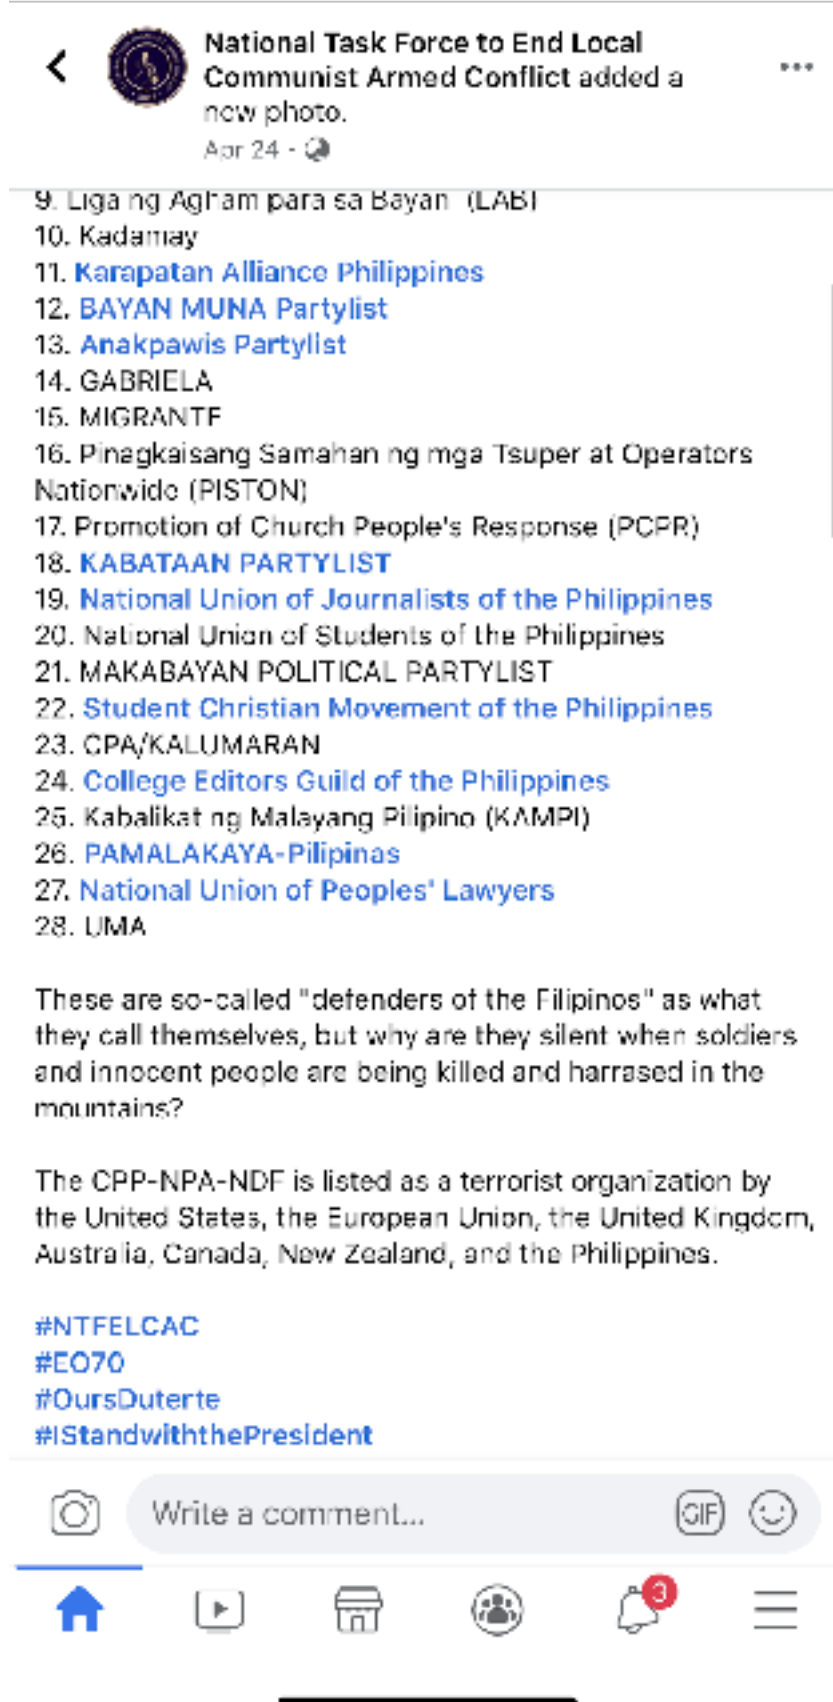 National Task Force to End Local
Communist Armed Conflict added a
new photo.
Apr 24
9. Liga ng Agham para sa Bayan (LAB)
10. Kadamay
11. Karapatan Alliance Philippines
12. BAYAN MUNA Partylist
13. Anakpawis Partylist
14. GABRIELA
15. MIGRANTE
16. Pinagkaisang Samahan ng mga Tsuper at Operators
Nationwide (PISTON)
17. Promotion of Church People's Response (PCPR)
18. KABATAAN PARTYLIST
19. National Union of Journalists of the Philippines
20. National Union of Students of the Philippines
21. MAKABAYAN POLITICAL PARTYLIST
22. Student Christian Movement of the Philippines
23. CPA/KALUMARAN
24. College Editors Guild of the Philippines
25. Kabalikat ng Malayang Pilipino (KAMPI)
26. PAMALAKAYA-Pilipinas
27. National Union of Peoples' Lawyers
28. UMA
These are so-called "defenders of the Filipinos" as what
they call themselves, but why are they silent when soldiers
and innocent people are being killed and harrased in the
mountains?
The CPP-NPA-NDF is listed as a terrorist organization by
the United States, the European Union, the United Kingdom,
Australia, Canada, New Zealand, and the Philippines.
#NTFELCAC
#EO70
#OursDuterte
#IStandwiththePresident
Write a comment...
GIF
3